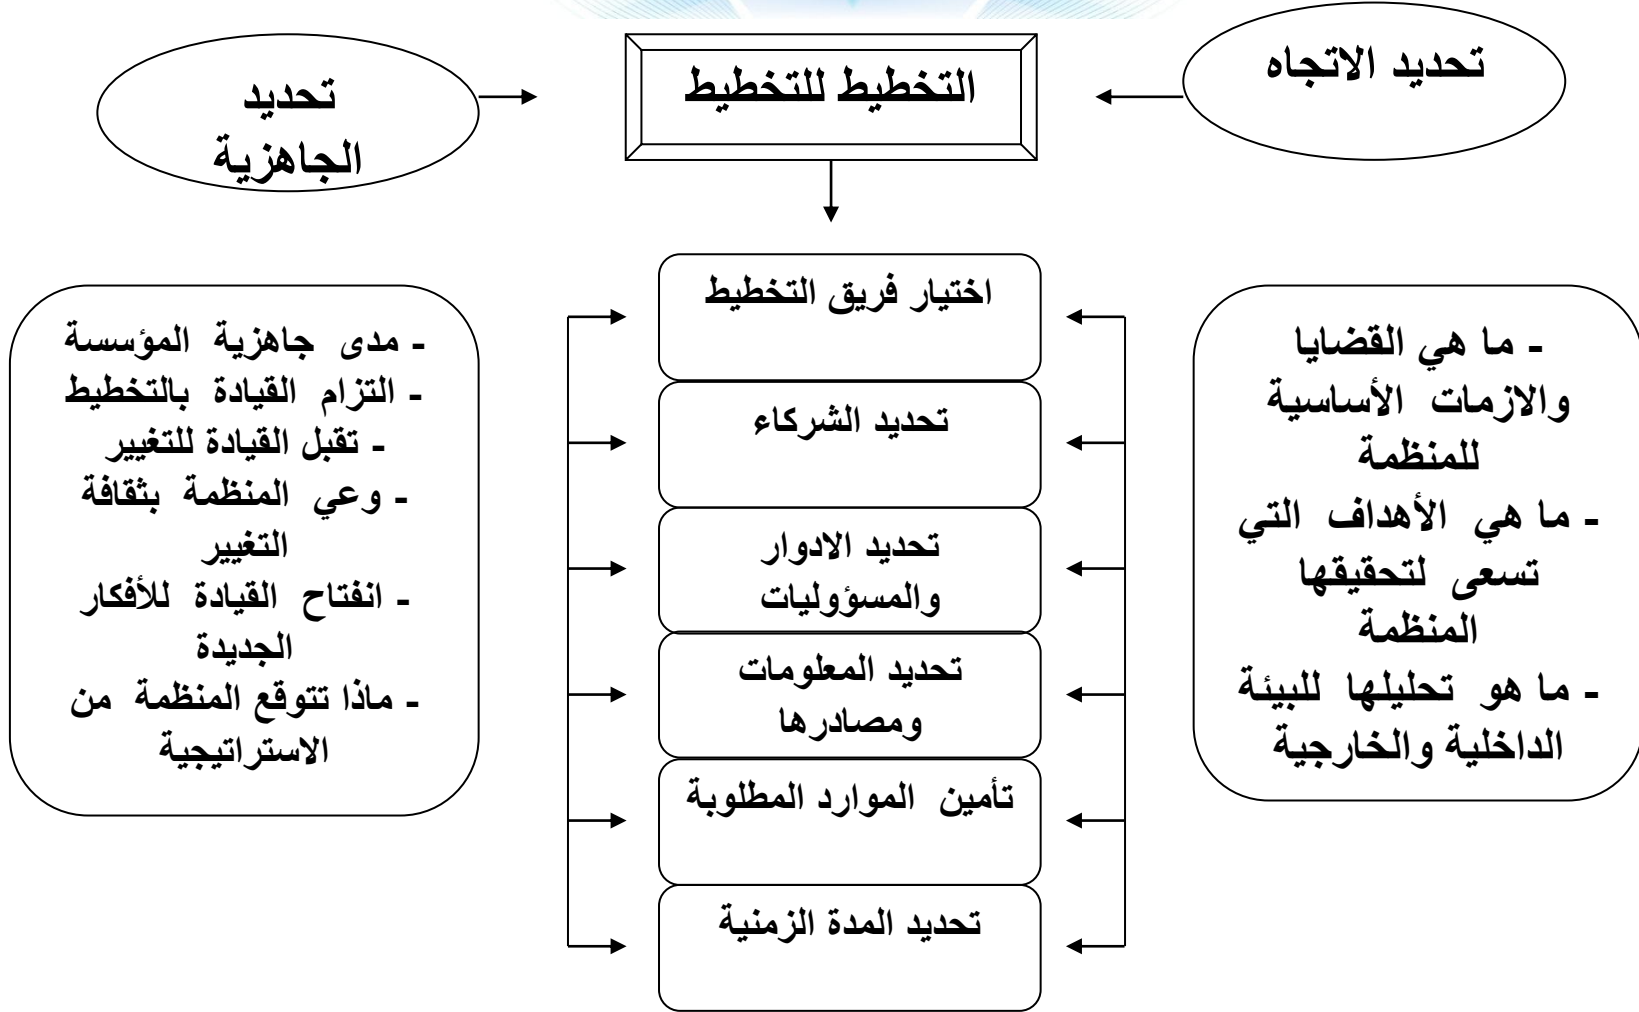 تحديد الاتجاه
التخطيط للتخطيط
تحديد
الجاهزية
- ما هي القضايا
والازمات الأساسية
للمنظمة
- ما هي الأهداف التي
تسعى لتحقيقها
المنظمة
- ما هو تحليلها للبيئة
الداخلية والخارجية
اختيار فريق التخطيط
تحديد الشركاء
تحديد الادوار
والمسؤوليات
تحديد المعلومات
ومصادرها
تأمين الموارد المطلوبة
تحديد المدة الزمنية
- مدى جاهزية المؤسسة
- التزام القيادة بالتخطيط
- تقبل القيادة للتغيير
- وعي المنظمة بثقافة
التغيير
- انفتاح القيادة للأفكار
الجديدة
- ماذا تتوقع المنظمة من
الاستراتيجية